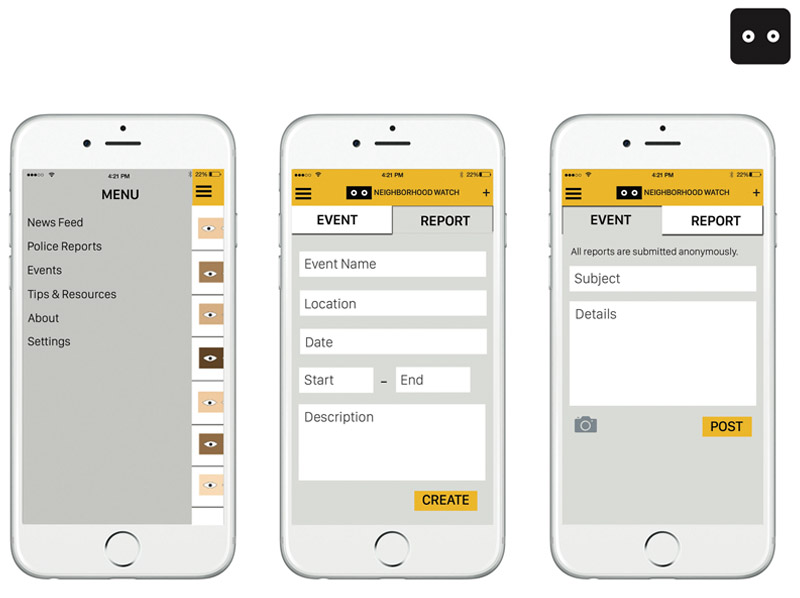 4:21 PM
22%
MENU
News Feed
Police Reports
Events
Tips & Resources
About
Settings
4:21 PM
22%
NEIGHBORHOOD WATCH +
EVENT
REPORT
Event Name
Location
Date
Start – End
Description
CREATE
4:21 PM
22%
NEIGHBORHOOD WATCH +
EVENT
REPORT
All reports are submitted anonymously.
Subject
Details
POST